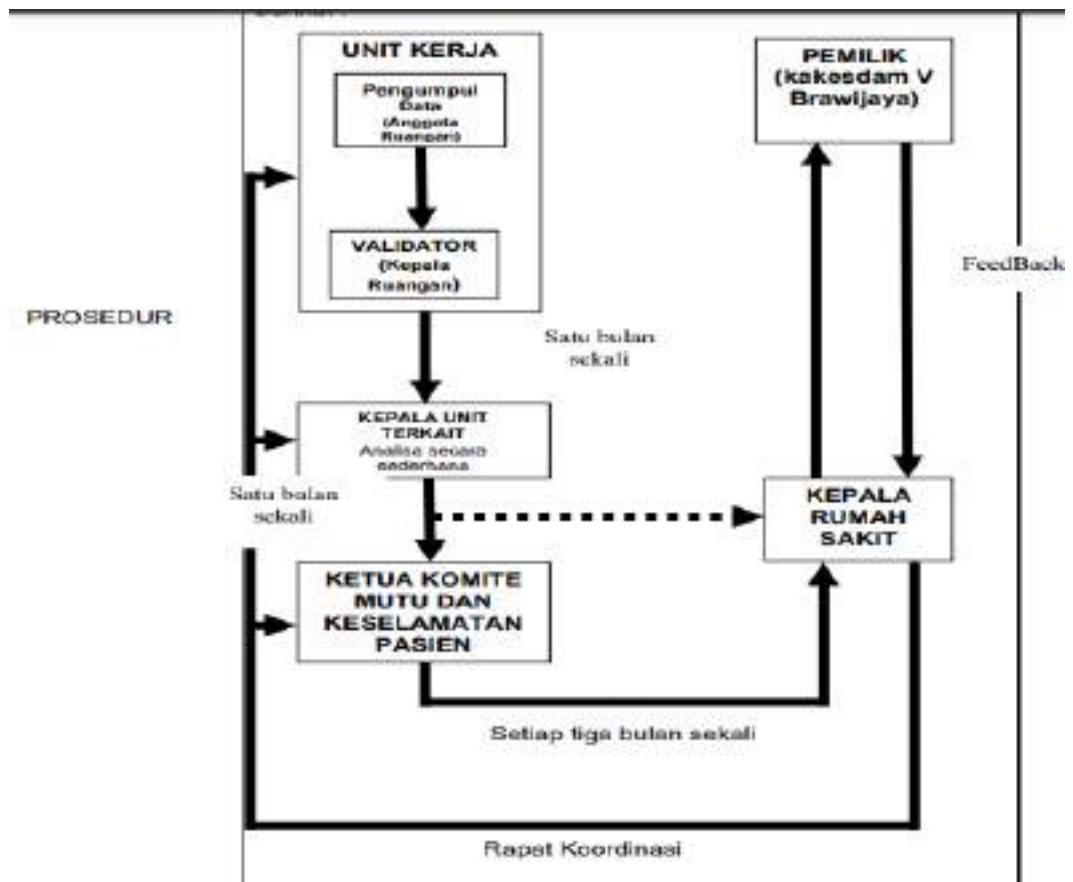 UNIT KERJA
Pengumpul
Data
(Anggota
Ruangan)
VALIDATOR
(Kepala
Ruangan)
PEMILIK
(kakesdam V
Brawijaya)
FeedBack
PROSEDUR
Satu bulan
sekali
KEPALA UNIT
TERKAIT
Analisa secara
sederhana
Satu bulan
sekali
KEPALA
RUMAH
SAKIT
KETUA KOMITE
MUTU DAN
KESELAMATAN
PASIEN
Setiap tiga bulan sekali
Rapat Koordinasi